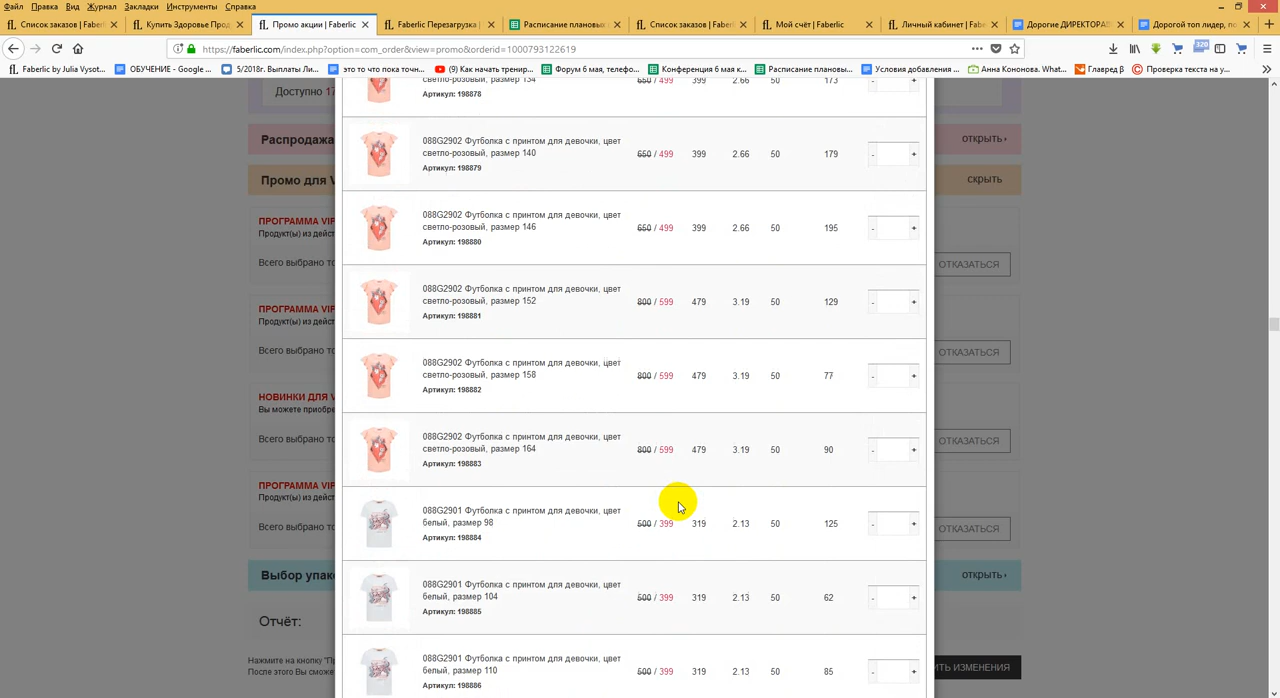 Файл Правка Вид Журнал Закладки Инструменты Справка
Список заказов | Faberl Купить Здоровье Прод Промо акции | Faberlic Faberlic Перезагрузка Расписание плановых Список заказов | Faberl Мой счёт | Faberlic Личный кабинет | Fabe Дорогие ДИРЕКТОРА Дорогой топ лидер, по
https://faberlic.com/index.php?option=com_order&view=promo&orderid=1000793122619
Faberlic by Julia Vysot... ОБУЧЕНИЕ - Google ... 5/2018г. Выплаты Ли... это то что пока точн... (9) Как начать тренир... Форум 6 мая, телефо... Конференция 6 мая к... Расписание плановы... Условия добавления ... Анна Кононова. What... Главред β Проверка текста на у...
светло-розовый, размер 134 650 / 499 399 2.66 50 173 - +
Артикул: 198878
Доступно 17
Распродажа открыть
088G2902 Футболка с принтом для девочки, цвет
светло-розовый, размер 140 650 / 499 399 2.66 50 179 - +
Артикул: 198879
Промо для V скрыть
088G2902 Футболка с принтом для девочки, цвет
светло-розовый, размер 146 650 / 499 399 2.66 50 195 - +
Артикул: 198880
ПРОГРАММА VIP
Продукт(ы) из дейст
Всего выбрано то ОТКАЗАТЬСЯ
088G2902 Футболка с принтом для девочки, цвет
светло-розовый, размер 152 800 / 599 479 3.19 50 129 - +
Артикул: 198881
ПРОГРАММА VIP
Продукт(ы) из дейст
Всего выбрано то ОТКАЗАТЬСЯ
088G2902 Футболка с принтом для девочки, цвет
светло-розовый, размер 158 800 / 599 479 3.19 50 77 - +
Артикул: 198882
НОВИНКИ ДЛЯ V
Вы можете приобре
Всего выбрано то ОТКАЗАТЬСЯ
088G2902 Футболка с принтом для девочки, цвет
светло-розовый, размер 164 800 / 599 479 3.19 50 90 - +
Артикул: 198883
ПРОГРАММА VIP
Продукт(ы) из дейст
Всего выбрано то ОТКАЗАТЬСЯ
088G2901 Футболка с принтом для девочки, цвет
белый, размер 98 500 / 399 319 2.13 50 125 - +
Артикул: 198884
Выбор упако открыть
088G2901 Футболка с принтом для девочки, цвет
белый, размер 104 500 / 399 319 2.13 50 62 - +
Артикул: 198885
Отчёт:
088G2901 Футболка с принтом для девочки, цвет
белый, размер 110 500 / 399 319 2.13 50 85 - +
Артикул: 198886
Нажмите на кнопку "Пр
После этого Вы сможе
ИТЬ ИЗМЕНЕНИЯ